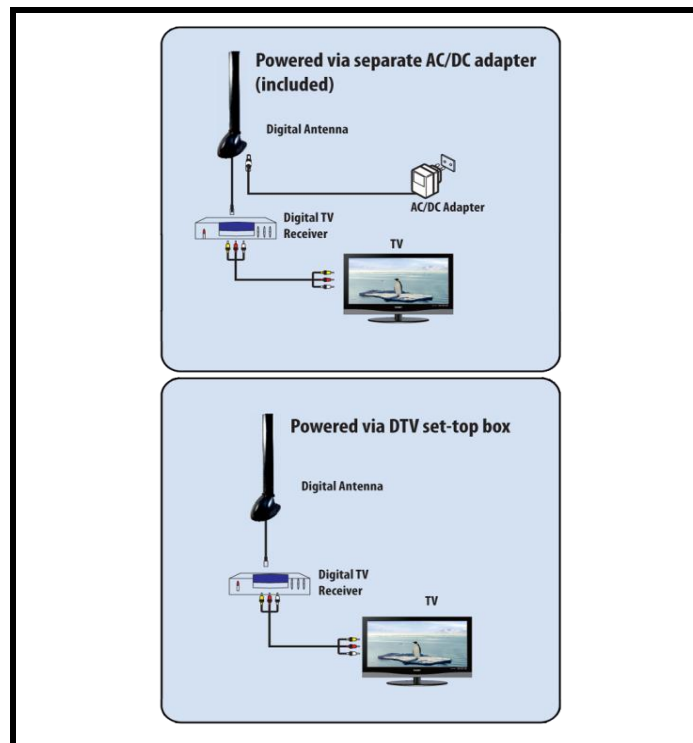 Powered via separate AC/DC adapter
(included)
Digital Antenna
AC/DC Adapter
Digital TV
Receiver
TV
Powered via DTV set-top box
Digital Antenna
Digital TV
Receiver
TV